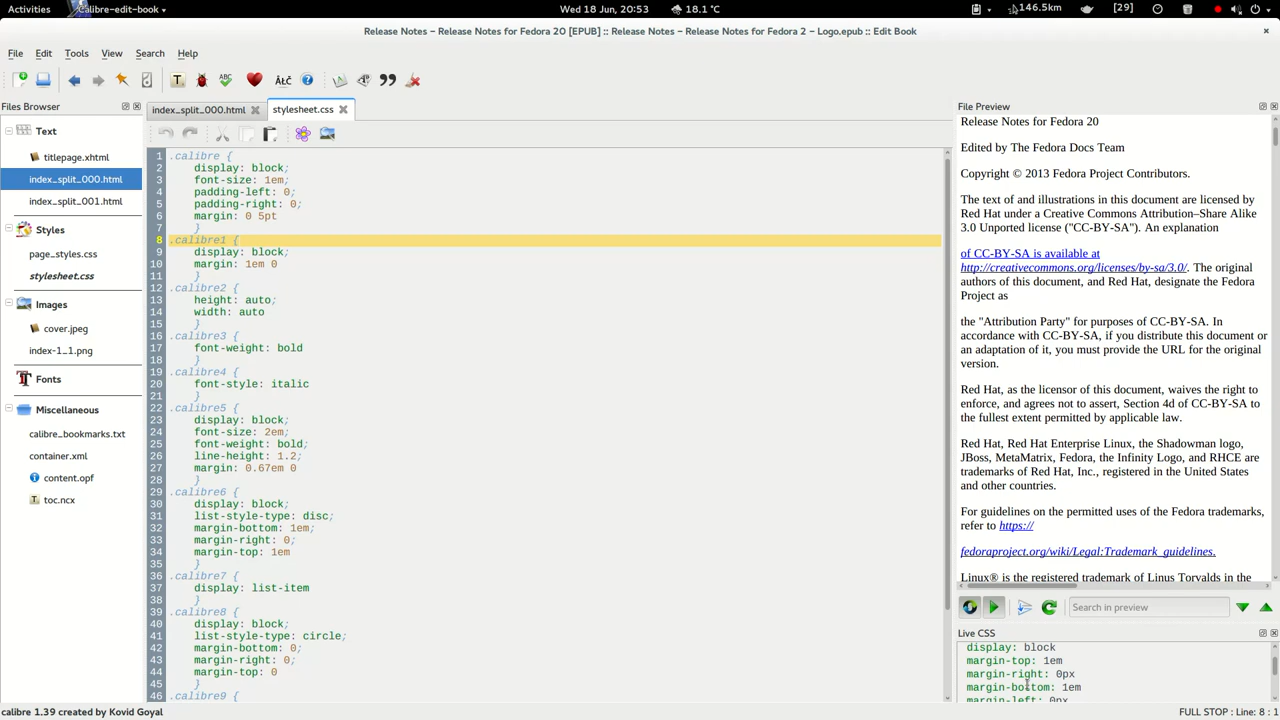 Activities
Calibre-edit-book
Wed 18 Jun, 20:53
18.1 °C
146.5km
[29]
Release Notes – Release Notes for Fedora 20 [EPUB] :: Release Notes – Release Notes for Fedora 2 – Logo.epub :: Edit Book
File Edit Tools View Search Help
Files Browser
Text
titlepage.xhtml
index_split_000.html
index_split_001.html
Styles
page_styles.css
stylesheet.css
Images
cover.jpeg
index-1_1.png
Fonts
Miscellaneous
calibre_bookmarks.txt
container.xml
content.opf
toc.ncx
index_split_000.html
stylesheet.css
1 .calibre {
2 display: block;
3 font-size: 1em;
4 padding-left: 0;
5 padding-right: 0;
6 margin: 0 5pt
7 }
8 .calibre1 {
9 display: block;
10 margin: 1em 0
11 }
12 .calibre2 {
13 height: auto;
14 width: auto
15 }
16 .calibre3 {
17 font-weight: bold
18 }
19 .calibre4 {
20 font-style: italic
21 }
22 .calibre5 {
23 display: block;
24 font-size: 2em;
25 font-weight: bold;
26 line-height: 1.2;
27 margin: 0.67em 0
28 }
29 .calibre6 {
30 display: block;
31 list-style-type: disc;
32 margin-bottom: 1em;
33 margin-right: 0;
34 margin-top: 1em
35 }
36 .calibre7 {
37 display: list-item
38 }
39 .calibre8 {
40 display: block;
41 list-style-type: circle;
42 margin-bottom: 0;
43 margin-right: 0;
44 margin-top: 0
45 }
46 .calibre9 {
File Preview
Release Notes for Fedora 20
Edited by The Fedora Docs Team
Copyright © 2013 Fedora Project Contributors.
The text of and illustrations in this document are licensed by
Red Hat under a Creative Commons Attribution–Share Alike
3.0 Unported license ("CC-BY-SA"). An explanation
of CC-BY-SA is available at
http://creativecommons.org/licenses/by-sa/3.0/. The original
authors of this document, and Red Hat, designate the Fedora
Project as
the "Attribution Party" for purposes of CC-BY-SA. In
accordance with CC-BY-SA, if you distribute this document or
an adaptation of it, you must provide the URL for the original
version.
Red Hat, as the licensor of this document, waives the right to
enforce, and agrees not to assert, Section 4d of CC-BY-SA to
the fullest extent permitted by applicable law.
Red Hat, Red Hat Enterprise Linux, the Shadowman logo,
JBoss, MetaMatrix, Fedora, the Infinity Logo, and RHCE are
trademarks of Red Hat, Inc., registered in the United States
and other countries.
For guidelines on the permitted uses of the Fedora trademarks,
refer to https://
fedoraproject.org/wiki/Legal:Trademark_guidelines.
Linux® is the registered trademark of Linus Torvalds in the
Search in preview
Live CSS
display: block
margin-top: 1em
margin-right: 0px
margin-bottom: 1em
margin-left: 0px
calibre 1.39 created by Kovid Goyal
FULL STOP : Line: 8 : 1